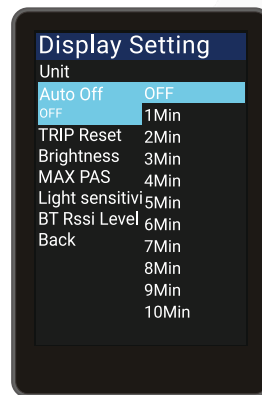 Display Setting
Unit
Auto Off
OFF
TRIP Reset
Brightness
MAX PAS
Light sensitivi
BT Rssi Level
Back
OFF
1Min
2Min
3Min
4Min
5Min
6Min
7Min
8Min
9Min
10Min